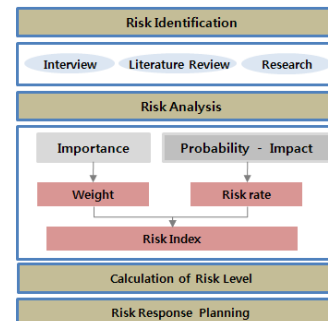 Risk Identification
Interview Literature Review Research
Risk Analysis
Importance Probability - Impact
Weight Risk rate
Risk Index
Calculation of Risk Level
Risk Response Planning